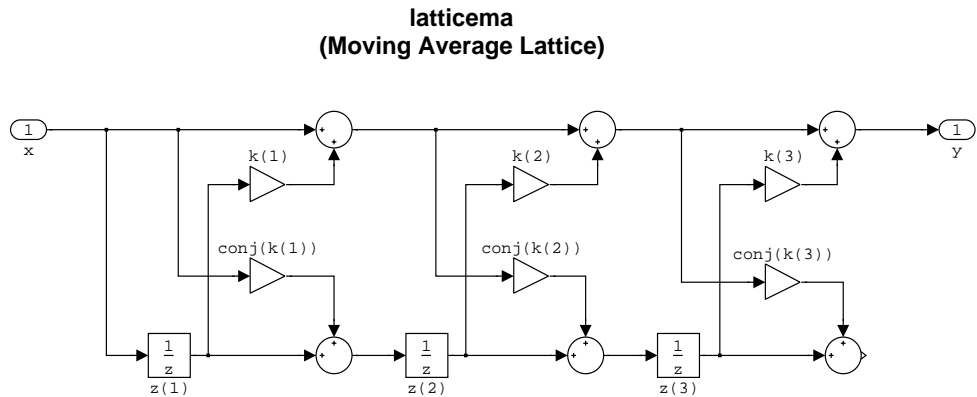 latticema
(Moving Average Lattice)
1
x
k(1)
k(2)
k(3)
1
y
conj(k(1))
conj(k(2))
conj(k(3))
1
z
z(1)
1
z
z(2)
1
z
z(3)